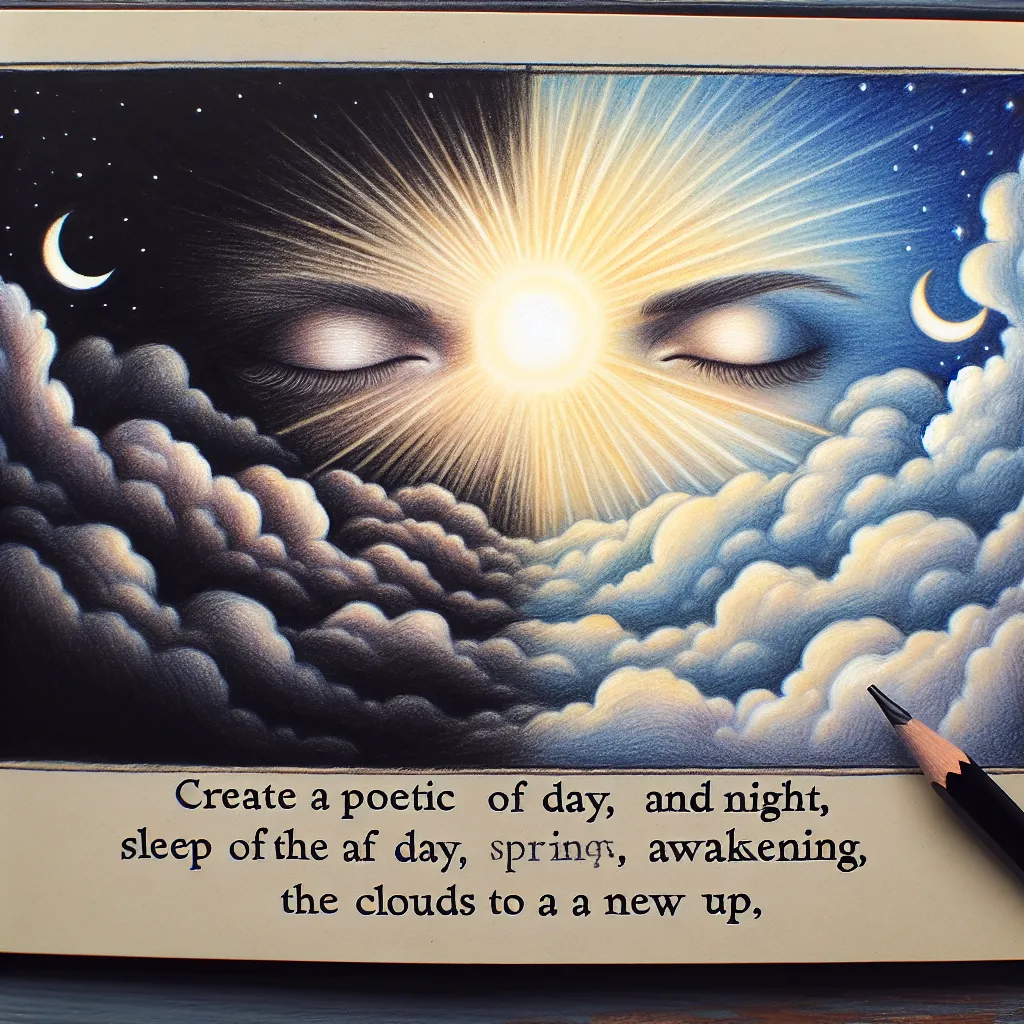 Create a poetic of day, and night,
sleep of the af day, awakening,
the clouds to a a new up,